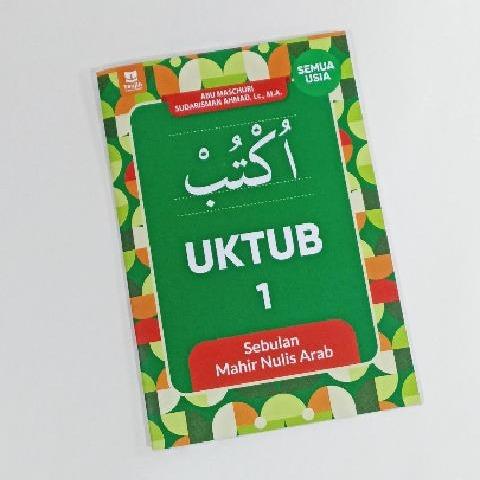 ABU MASCHURI
SUDARISMAN AHMAD, Lc., M.A.
SEMUA
USIA
اُكْتُبْ
UKTUB
1
Sebulan
Mahir Nulis Arab